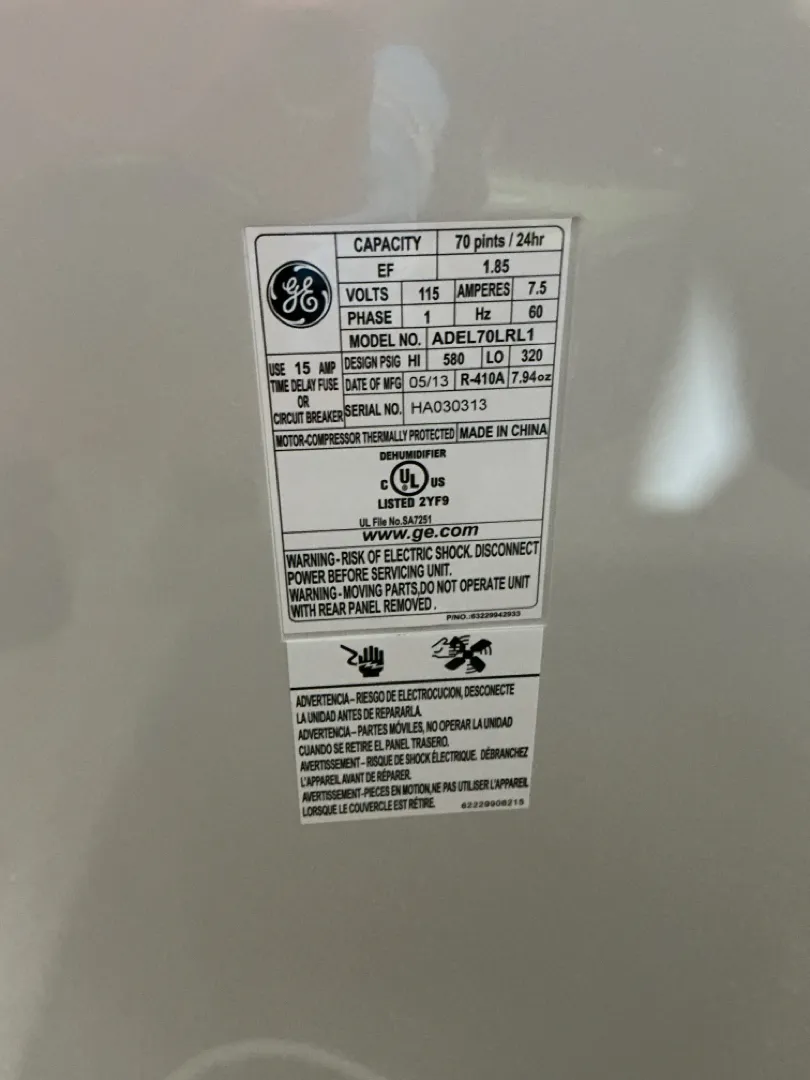 CAPACITY 70 pints / 24hr
EF 1.85
GE
VOLTS 115 AMPERES 7.5
PHASE 1 Hz 60
MODEL NO. ADEL70LRL1
USE 15 AMP
TIME DELAY FUSE
OR
CIRCUIT BREAKER
DESIGN PSIG HI 580 LO 320
DATE OF MFG 05/13 R-410A 7.94oz
SERIAL NO. HA030313
MOTOR-COMPRESSOR THERMALLY PROTECTED MADE IN CHINA
DEHUMIDIFIER
C UL US
LISTED 2YF9
UL File No.SA7251
www.ge.com
WARNING-RISK OF ELECTRIC SHOCK. DISCONNECT
POWER BEFORE SERVICING UNIT.
WARNING-MOVING PARTS,DO NOT OPERATE UNIT
WITH REAR PANEL REMOVED.
P/NO.:63229942933
ADVERTENCIA-RIESGO DE ELECTROCUCION, DESCONECTE
LA UNIDAD ANTES DE REPARARLA.
ADVERTENCIA-PARTES MÓVILES, NO OPERAR LA UNIDAD
CUANDO SE RETIRE EL PANEL TRASERO.
AVERTISSEMENT-RISQUE DE SHOCK ÉLECTRIQUE. DÉBRANCHEZ
L'APPAREIL AVANT DE RÉPARER.
AVERTISSEMENT-PIECES EN MOTION,NE PAS UTILISER L'APPAREIL
LORSQUE LE COUVERCLE EST RÉTIRE.
62229908215